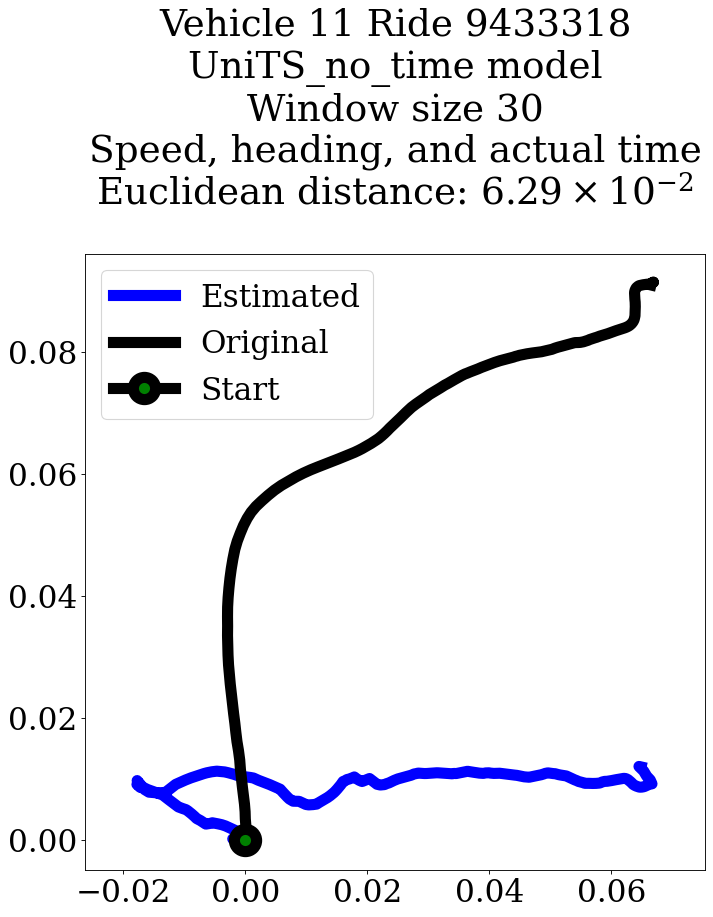 Vehicle 11 Ride 9433318
UniTS_no_time model
Window size 30
Speed, heading, and actual time
Euclidean distance: 6.29 × 10⁻²
Estimated
Original
Start
0.08
0.06
0.04
0.02
0.00
−0.02 0.00 0.02 0.04 0.06